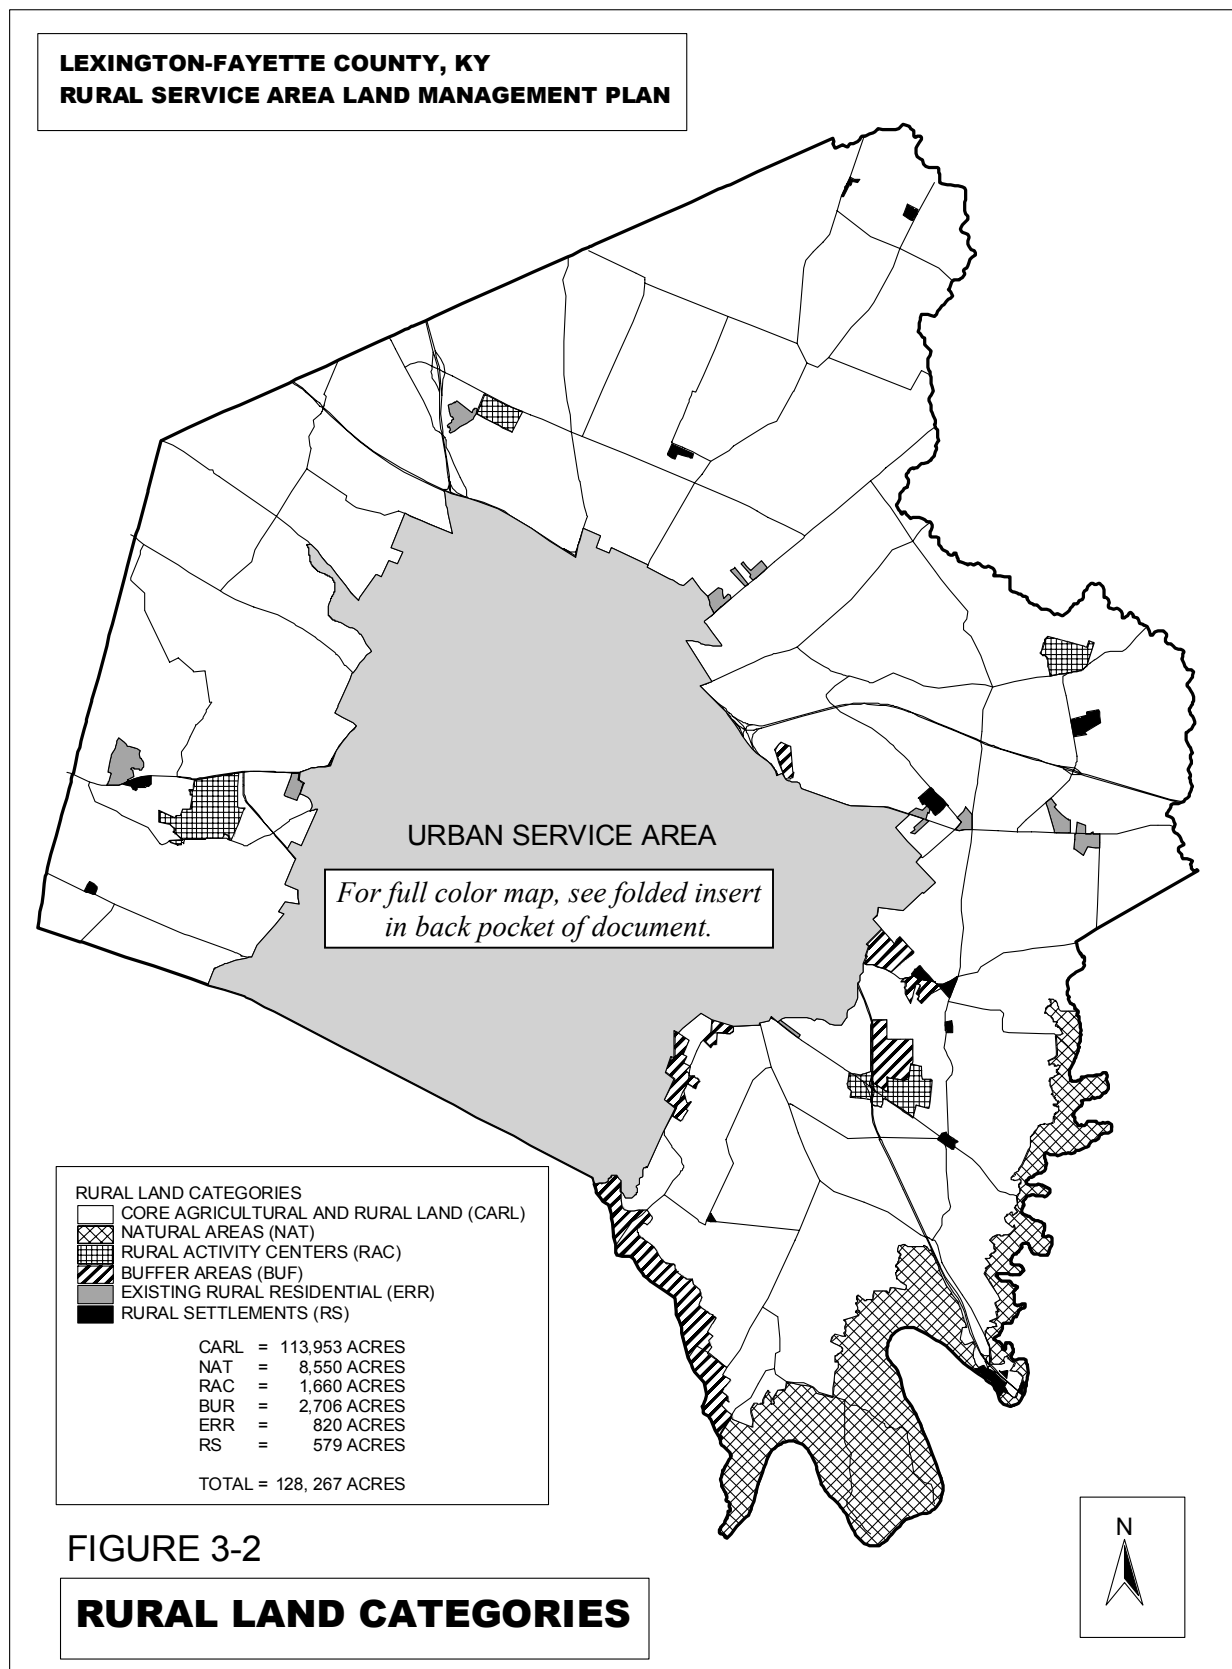 LEXINGTON-FAYETTE COUNTY, KY
RURAL SERVICE AREA LAND MANAGEMENT PLAN
URBAN SERVICE AREA
For full color map, see folded insert
in back pocket of document.
RURAL LAND CATEGORIES
CORE AGRICULTURAL AND RURAL LAND (CARL)
NATURAL AREAS (NAT)
RURAL ACTIVITY CENTERS (RAC)
BUFFER AREAS (BUF)
EXISTING RURAL RESIDENTIAL (ERR)
RURAL SETTLEMENTS (RS)
CARL = 113,953 ACRES
NAT = 8,550 ACRES
RAC = 1,660 ACRES
BUR = 2,706 ACRES
ERR = 820 ACRES
RS = 579 ACRES
TOTAL = 128, 267 ACRES
FIGURE 3-2
RURAL LAND CATEGORIES
N